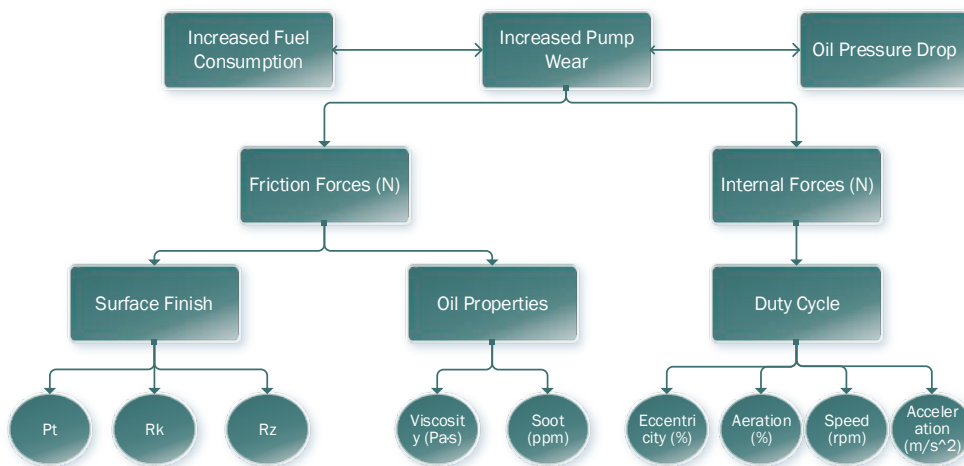 Increased Fuel
Consumption
Increased Pump
Wear
Oil Pressure Drop
Friction Forces (N)
Internal Forces (N)
Surface Finish
Oil Properties
Duty Cycle
Pt
Rk
Rz
Viscosit
y (Pa·s)
Soot
(ppm)
Eccentri
city (%)
Aeration
(%)
Speed
(rpm)
Acceler
ation
(m/s^2)